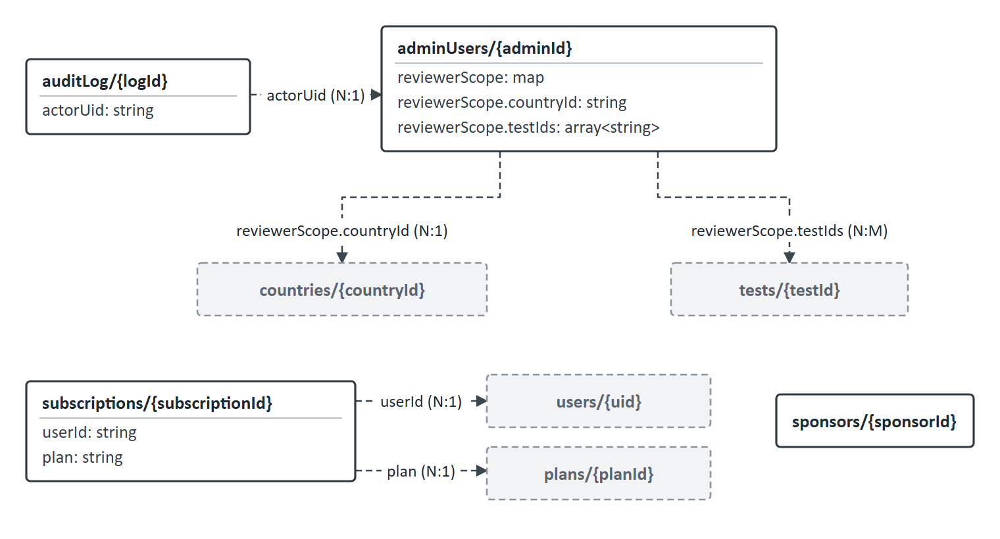 auditLog/{logId}
actorUid: string
actorUid (N:1)
adminUsers/{adminId}
reviewerScope: map
reviewerScope.countryId: string
reviewerScope.testIds: array<string>
reviewerScope.countryId (N:1)
reviewerScope.testIds (N:M)
countries/{countryId}
tests/{testId}
subscriptions/{subscriptionId}
userId: string
plan: string
userId (N:1)
users/{uid}
plan (N:1)
plans/{planId}
sponsors/{sponsorId}